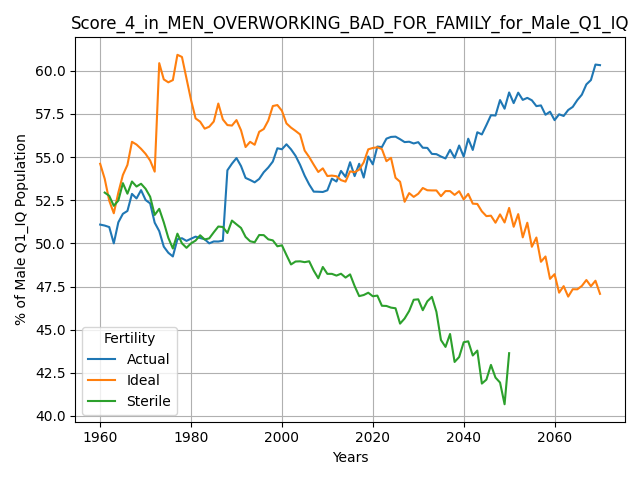 Score_4_in_MEN_OVERWORKING_BAD_FOR_FAMILY_for_Male_Q1_IQ
% of Male Q1_IQ Population
60.0
57.5
55.0
52.5
50.0
47.5
45.0
42.5
40.0
Fertility
Actual
Ideal
Sterile
1960 1980 2000 2020 2040 2060
Years